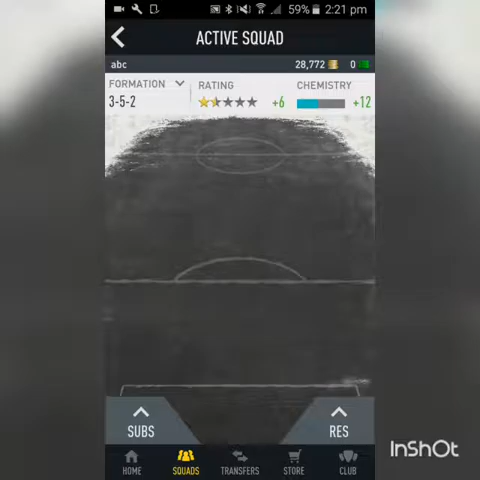 59% 2:21 pm
ACTIVE SQUAD
abc 28,772 0
FORMATION RATING CHEMISTRY
3-5-2 +6 +12
SUBS RES
HOME SQUADS TRANSFERS STORE CLUB
InShOt